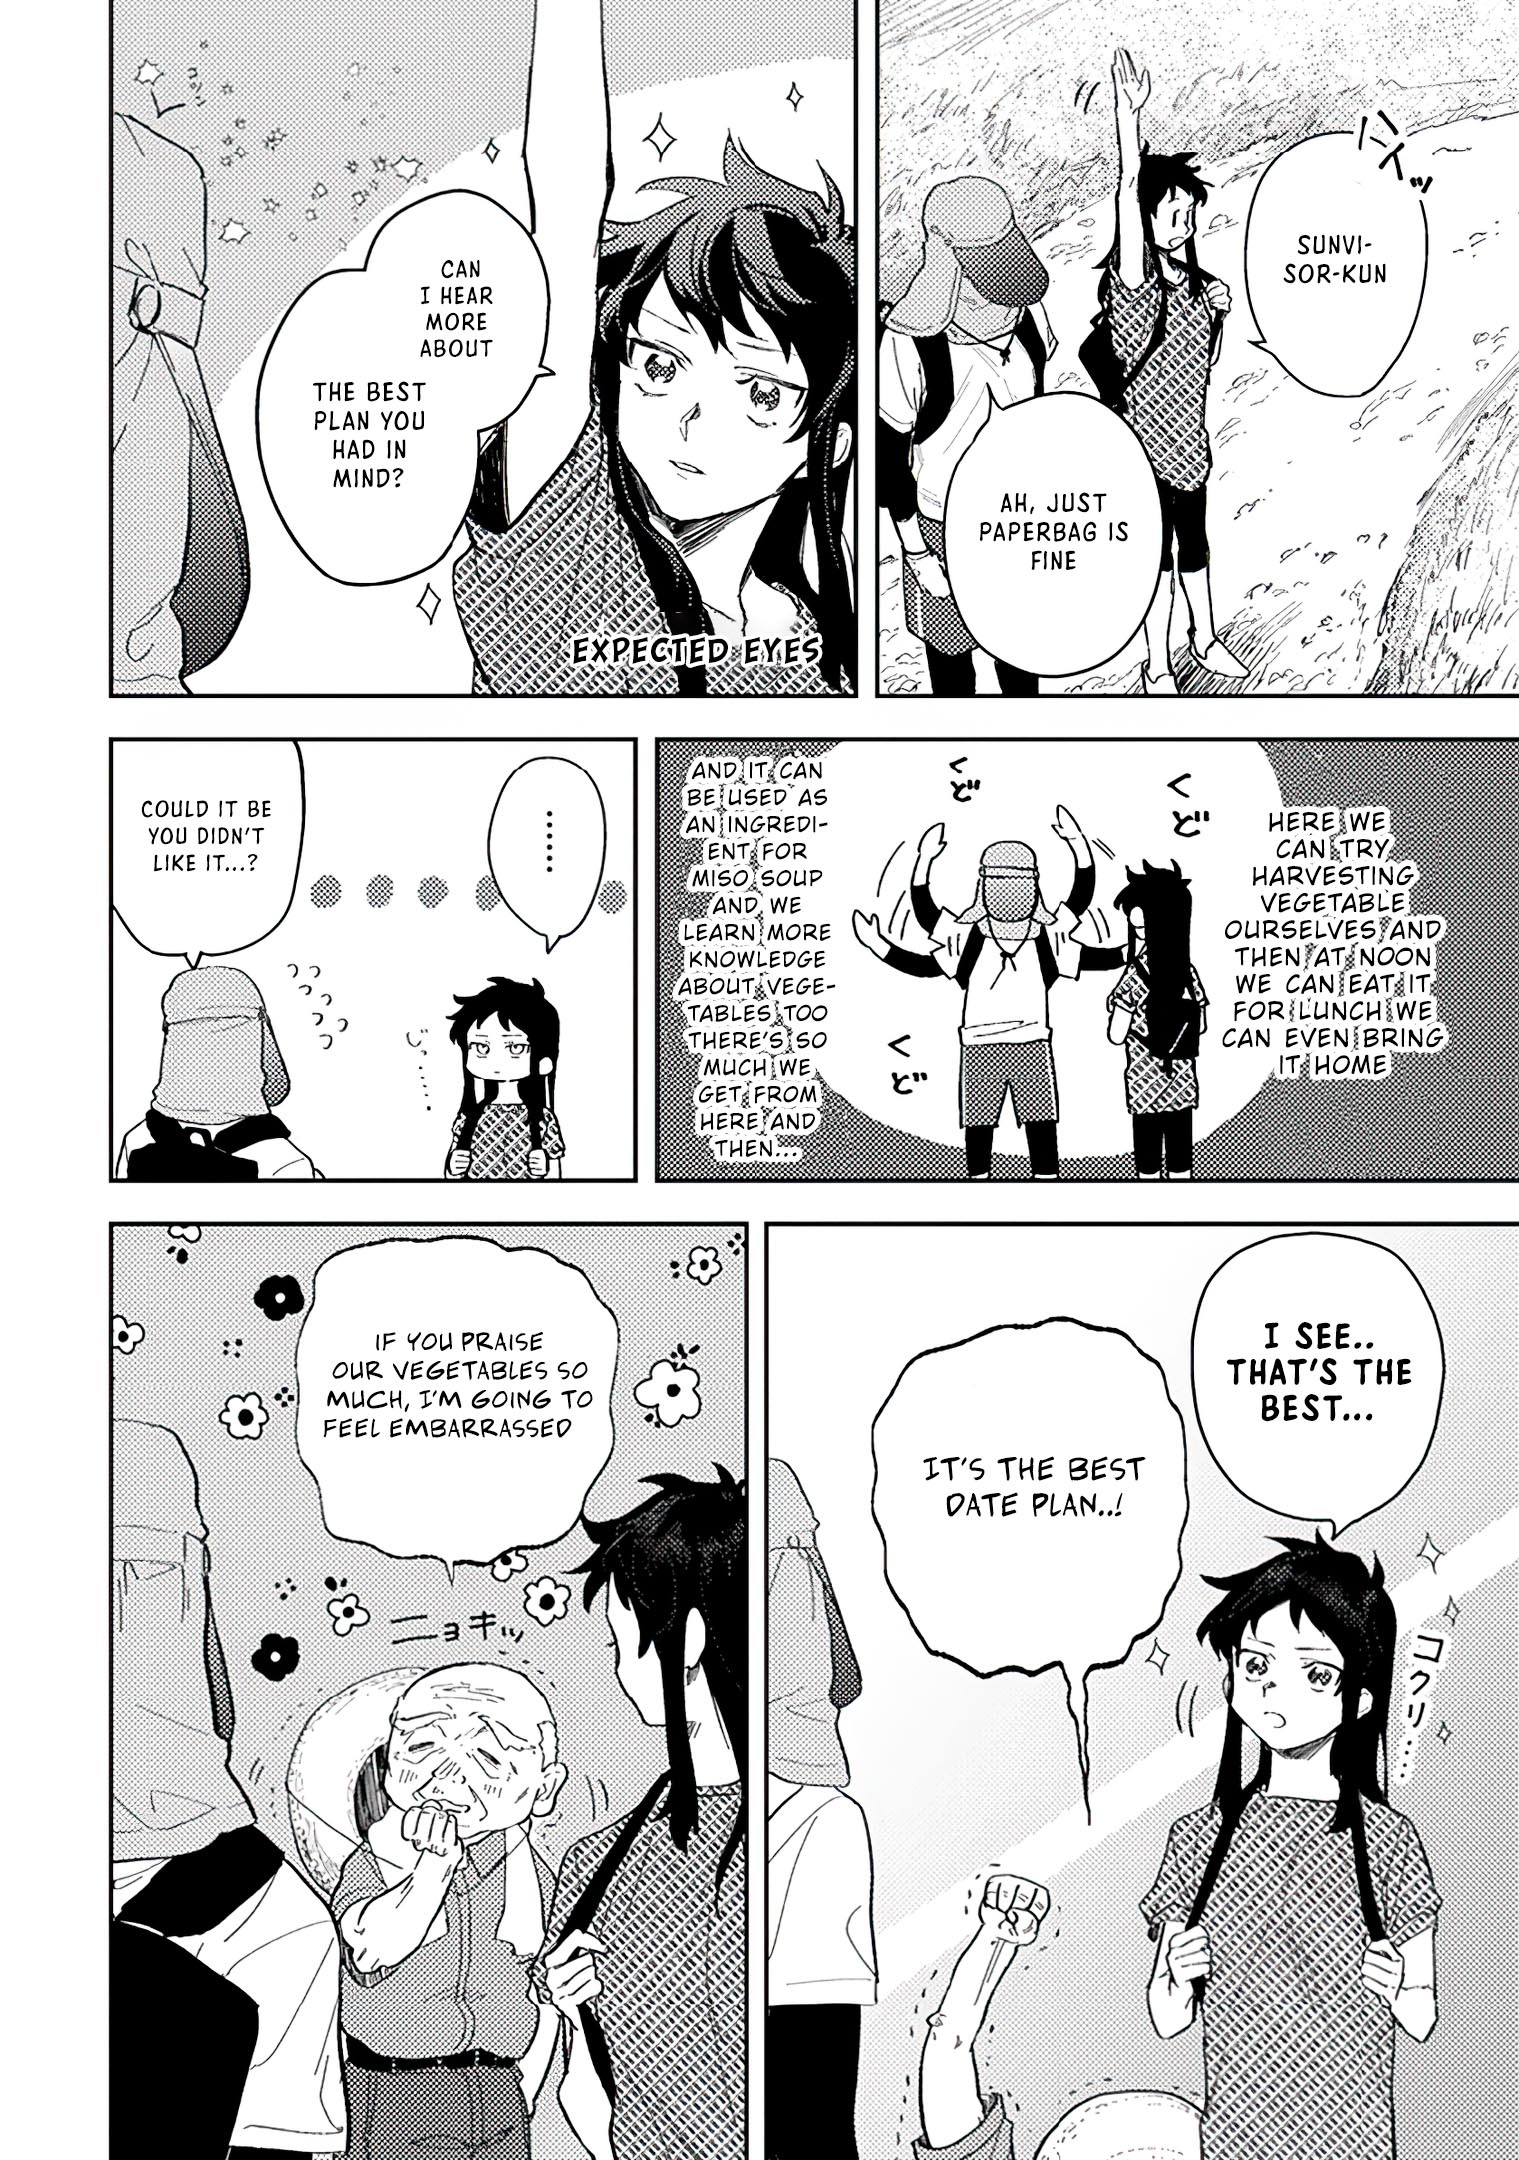 ハイッ
SUNVI-
SOR-KUN
AH, JUST
PAPERBAG IS
FINE
コツン
CAN
I HEAR
MORE
ABOUT
THE BEST
PLAN YOU
HAD IN
MIND?
EXPECTED EYES
HERE WE
CAN TRY
HARVESTING
VEGETABLE
OURSELVES AND
THEN AT NOON
WE CAN EAT IT
FOR LUNCH WE
CAN EVEN BRING
IT HOME
くど
くど
くど
AND IT CAN
BE USED AS
AN INGREDI-
ENT FOR
MISO SOUP
AND WE
LEARN MORE
KNOWLEDGE
ABOUT VEGE-
TABLES TOO
THERE'S SO
MUCH WE
GET FROM
HERE AND
THEN...
......
じ......
COULD IT BE
YOU DIDN'T
LIKE IT...?
I SEE..
THAT'S THE
BEST...
コクリ...
IT'S THE BEST
DATE PLAN..!
IF YOU PRAISE
OUR VEGETABLES SO
MUCH, I'M GOING TO
FEEL EMBARRASSED
ニョキッ